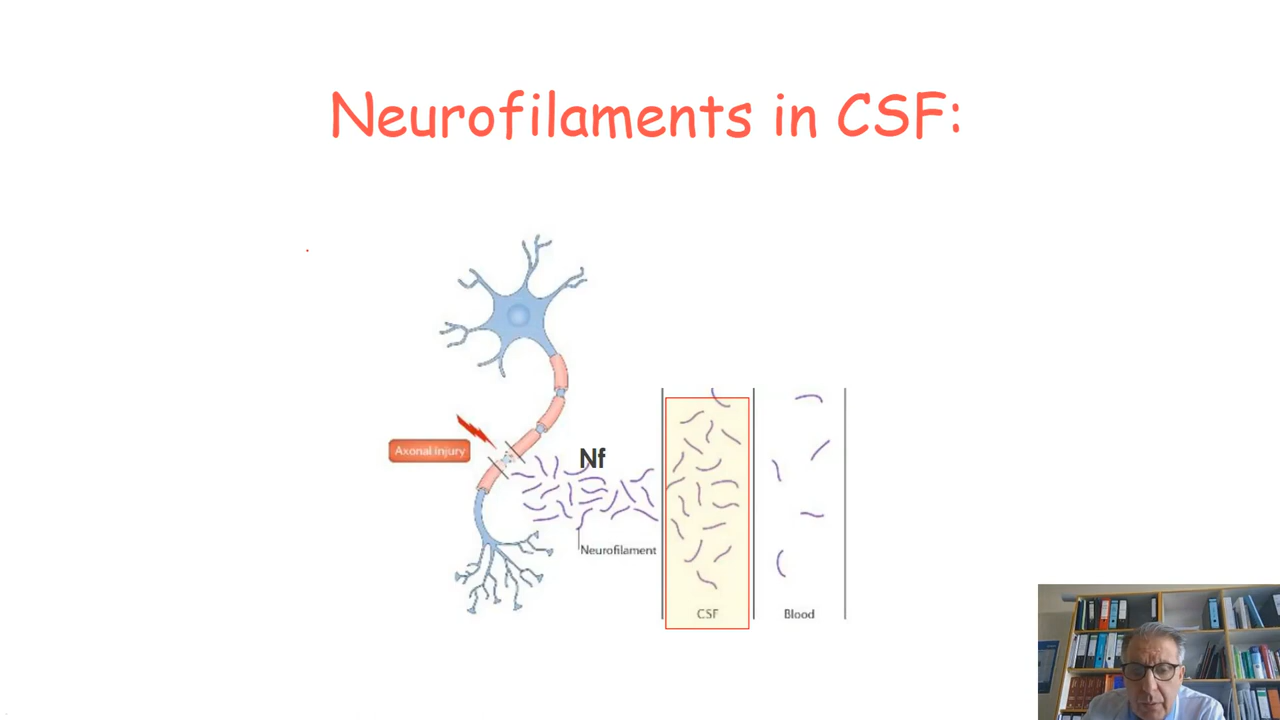 Neurofilaments in CSF:
Axonal injury
Nf
Neurofilament
CSF
Blood